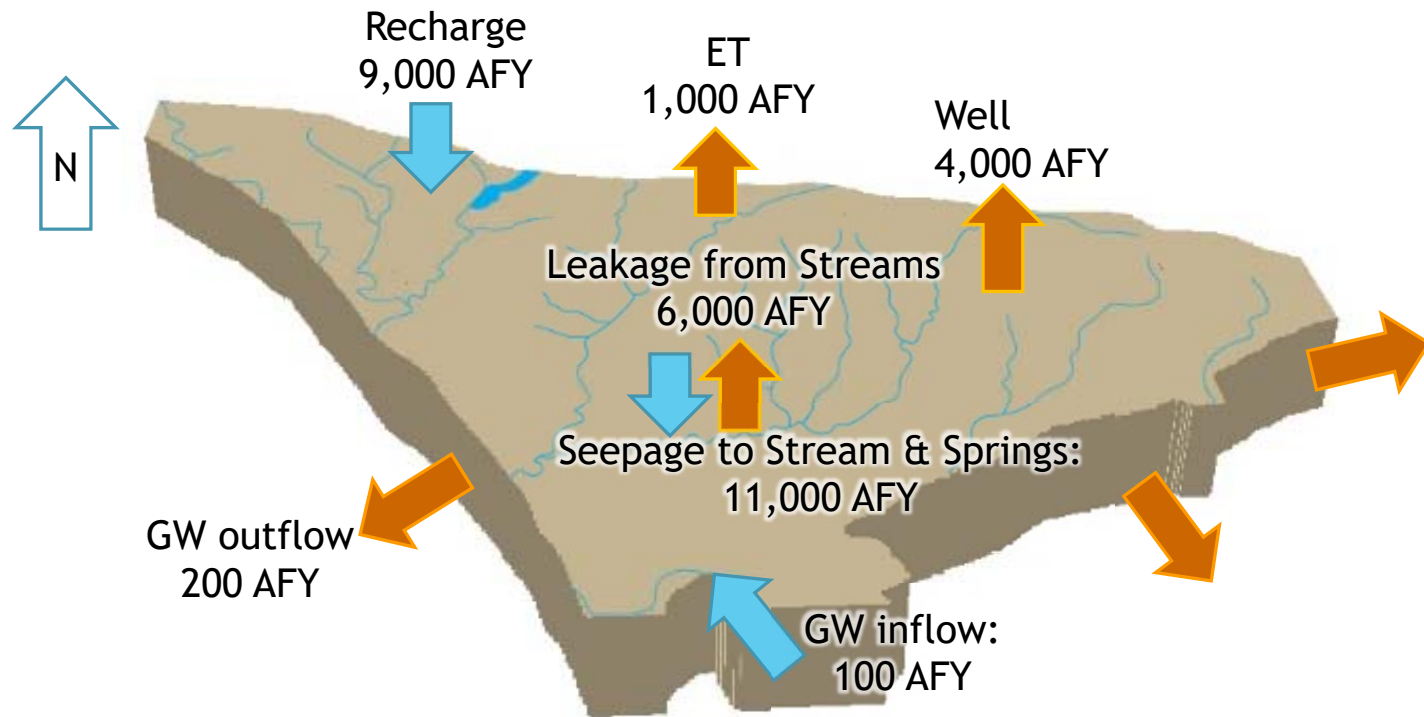 Recharge
9,000 AFY
ET
1,000 AFY
Well
4,000 AFY
N
Leakage from Streams
6,000 AFY
Seepage to Stream & Springs:
11,000 AFY
GW outflow
200 AFY
GW inflow:
100 AFY